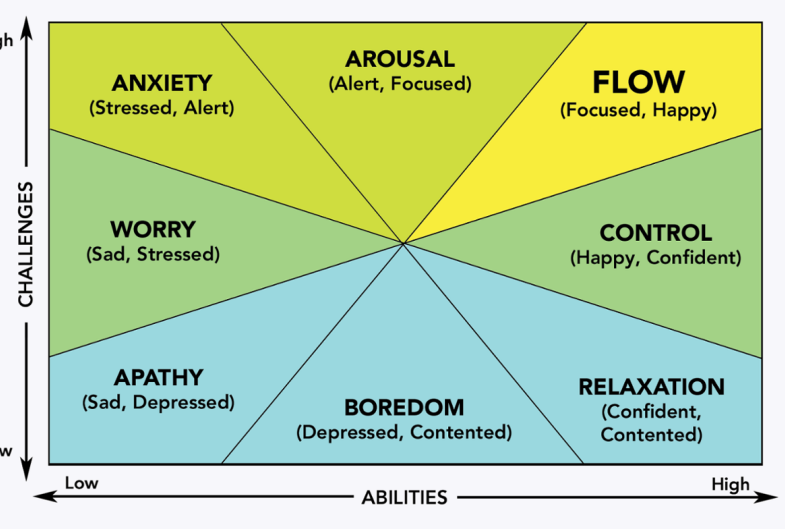 gh
ANXIETY
(Stressed, Alert)
AROUSAL
(Alert, Focused)
FLOW
(Focused, Happy)
CHALLENGES
WORRY
(Sad, Stressed)
CONTROL
(Happy, Confident)
APATHY
(Sad, Depressed)
BOREDOM
(Depressed, Contented)
RELAXATION
(Confident,
Contented)
w
Low
High
ABILITIES